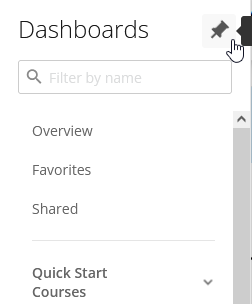 Dashboards
Filter by name
Overview
Favorites
Shared
Quick Start
Courses